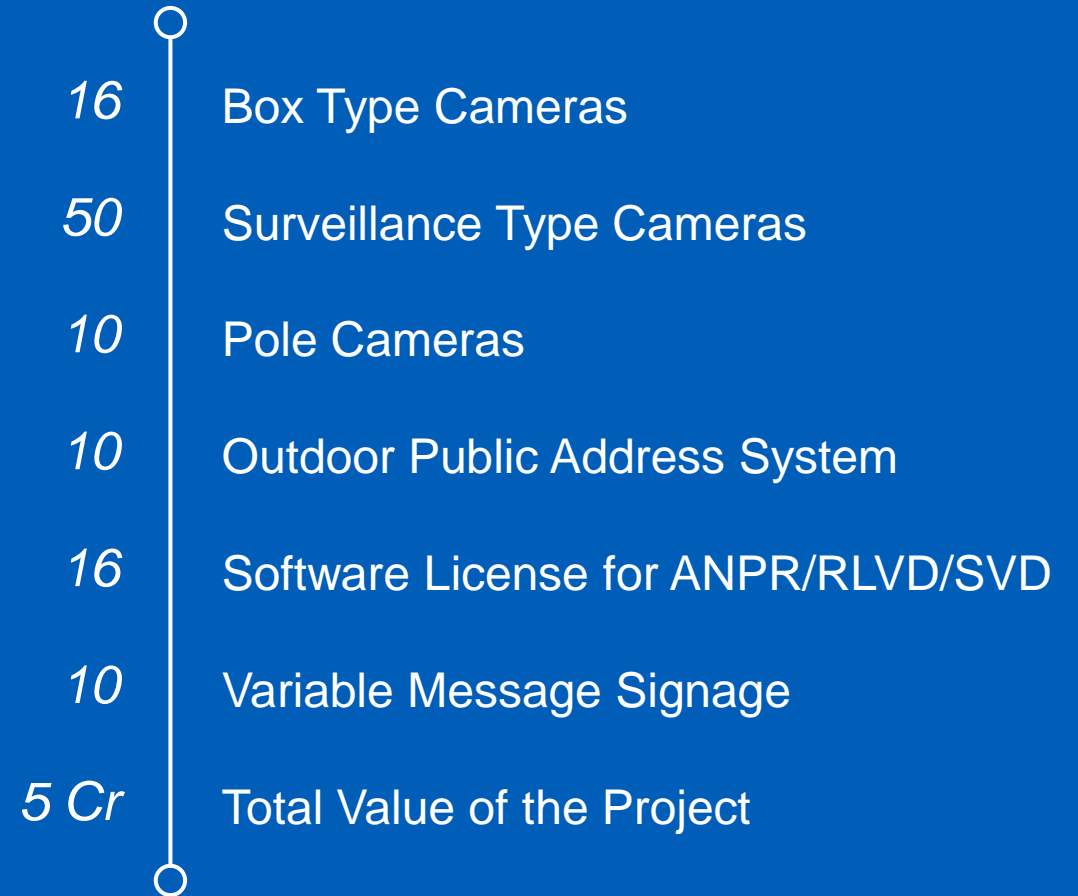 16 Box Type Cameras
50 Surveillance Type Cameras
10 Pole Cameras
10 Outdoor Public Address System
16 Software License for ANPR/RLVD/SVD
10 Variable Message Signage
5 Cr Total Value of the Project